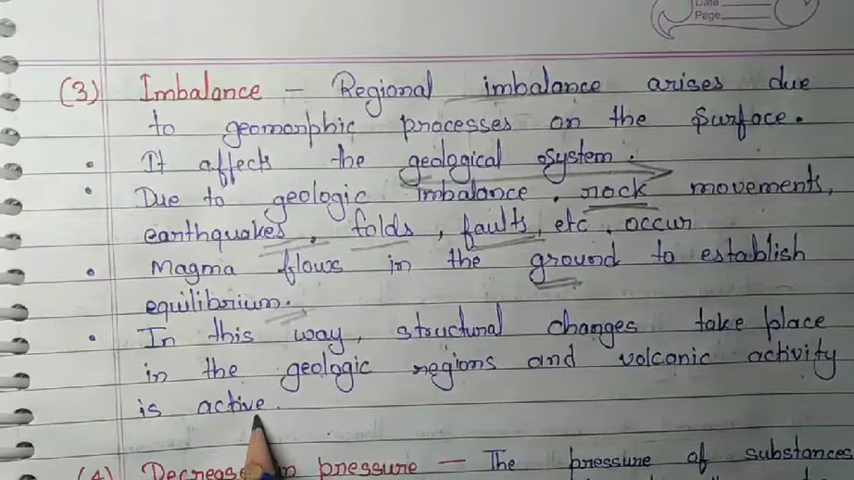 Date
Page
(3) Imbalance - Regional imbalance arises due
to geomorphic processes on the surface.
• It affects the geological system.
• Due to geologic imbalance, rock movements,
earthquakes, folds, faults, etc. occur
• Magma flows in the ground to establish
equilibrium.
• In this way, structural changes take place
in the geologic regions and volcanic activity
is active.
(4) Decrease in pressure - The pressure of substances